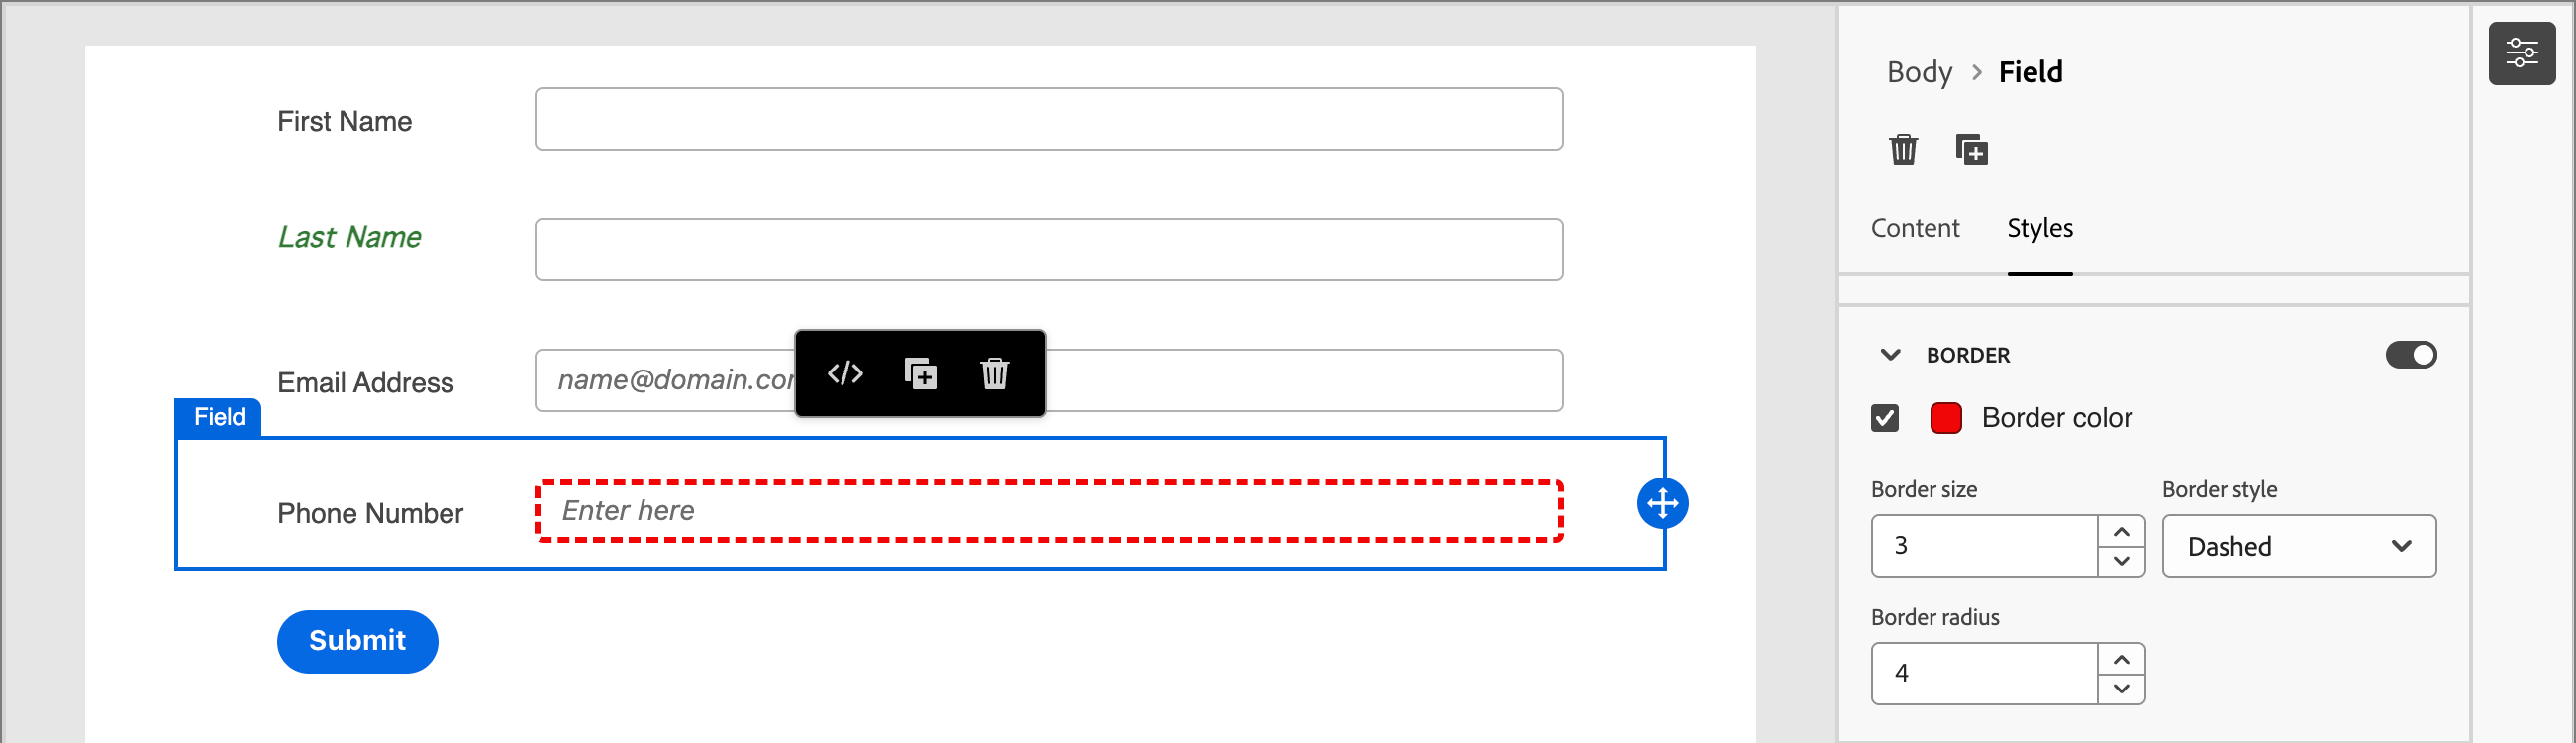 First Name
Last Name
Email Address
name@domain.co
Field
Phone Number
Enter here
Submit
Body > Field
Content Styles
BORDER
Border color
Border size Border style
3 Dashed
Border radius
4